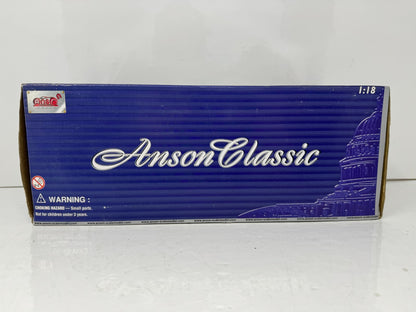 1:18
Anson Classic
WARNING :
CHOKING HAZARD — Small parts.
Not for children under 3 years.